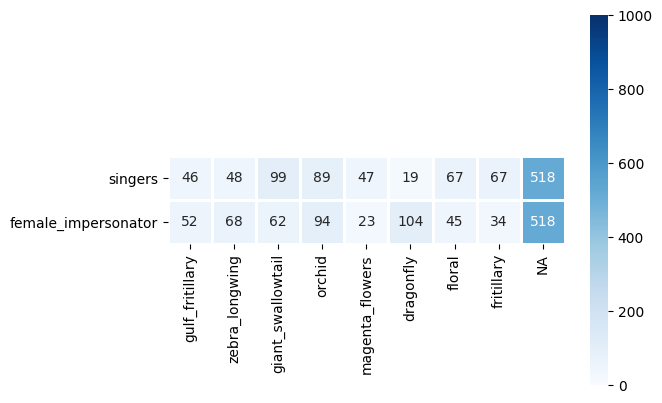 1000
800
600
400
200
0
singers 46 48 99 89 47 19 67 67 518
female_impersonator 52 68 62 94 23 104 45 34 518
gulf_fritillary
zebra_longwing
giant_swallowtail
orchid
magenta_flowers
dragonfly
floral
fritillary
NA